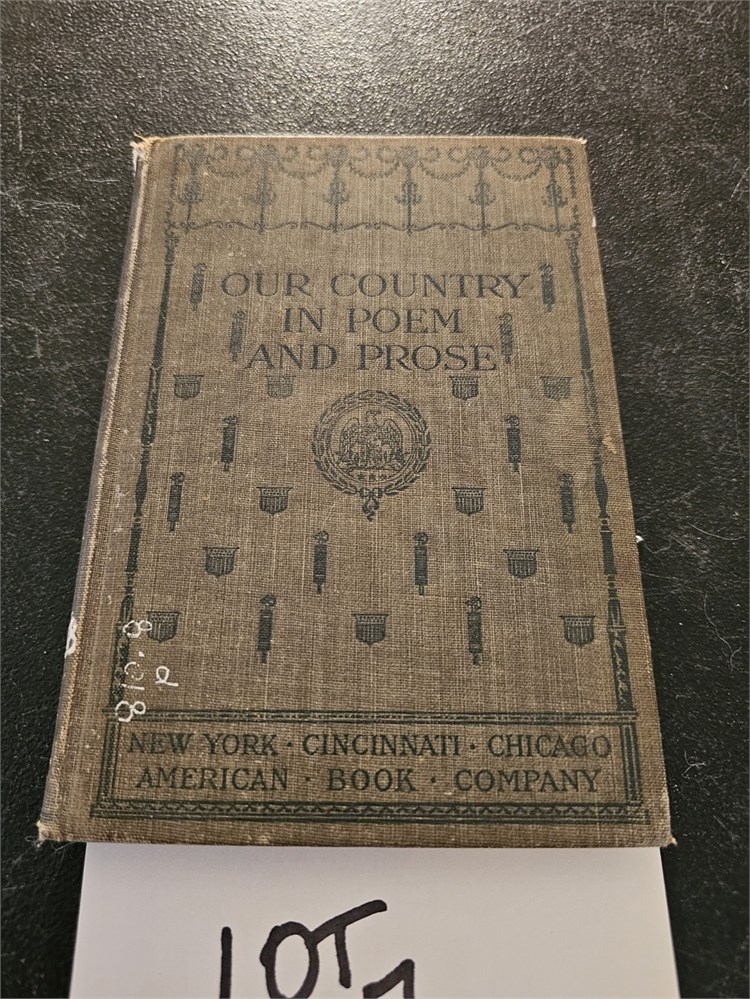 OUR COUNTRY
IN POEM
AND PROSE
NEW YORK · CINCINNATI · CHICAGO
AMERICAN · BOOK · COMPANY
LOT